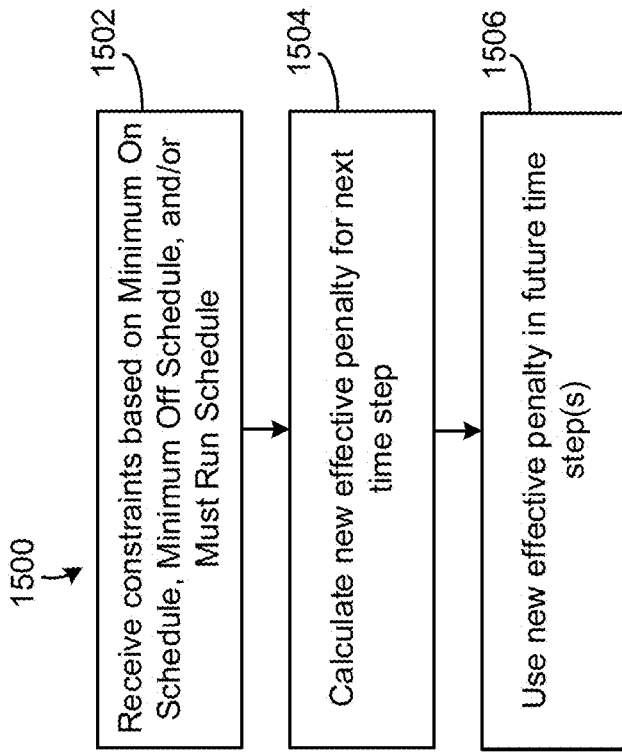 1500
Receive constraints based on Minimum On
Schedule, Minimum Off Schedule, and/or
Must Run Schedule
1502
Calculate new effective penalty for next
time step
1504
Use new effective penalty in future time
step(s)
1506